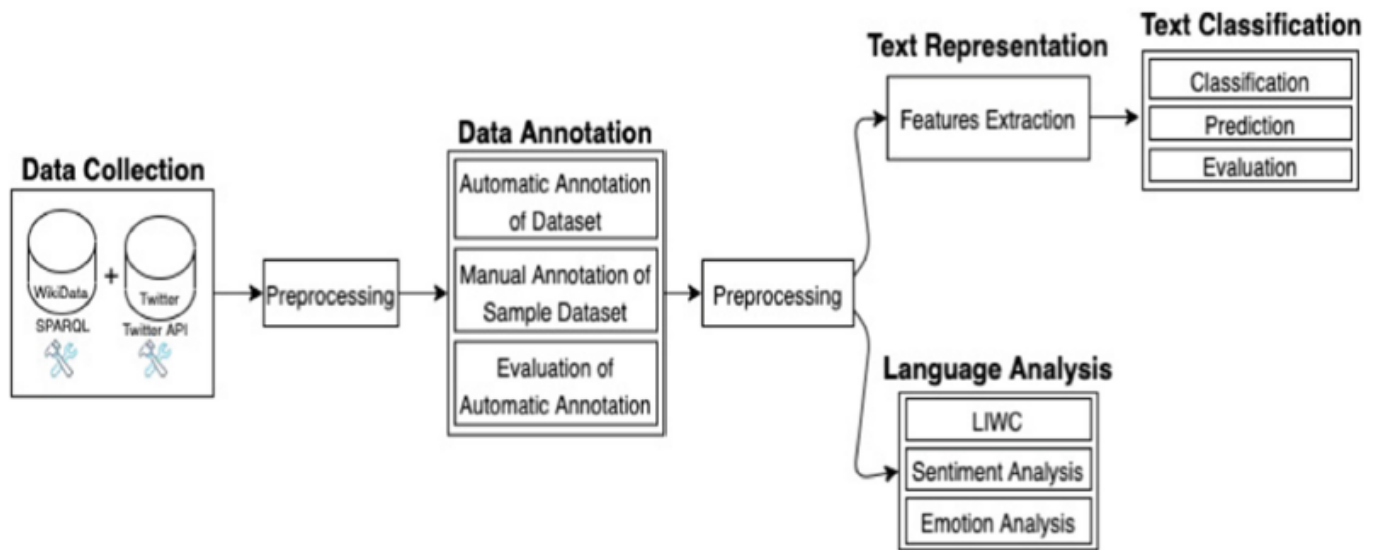 Data Collection
WikiData
+
Twitter
SPARQL
Twitter API
Preprocessing
Data Annotation
Automatic Annotation
of Dataset
Manual Annotation of
Sample Dataset
Evaluation of
Automatic Annotation
Preprocessing
Text Representation
Features Extraction
Text Classification
Classification
Prediction
Evaluation
Language Analysis
LIWC
Sentiment Analysis
Emotion Analysis